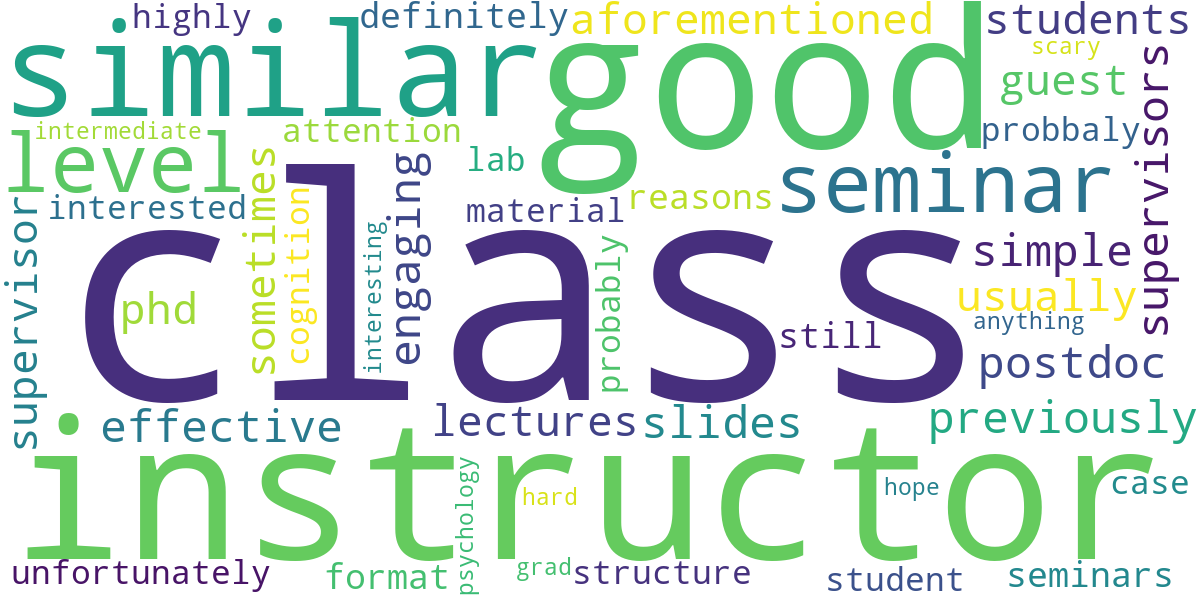 highly
definitely
aforementioned
students
similar
good
scary
guest
supervisors
intermediate
attention
probbaly
level
lab
seminar
interested
sometimes
cognition
engaging
material
reasons
supervisor
class
interesting
probably
simple
phd
usually
anything
still
postdoc
effective
lectures
slides
previously
instructor
psychology
hard
hope
case
unfortunately
format
grad
structure
student
seminars